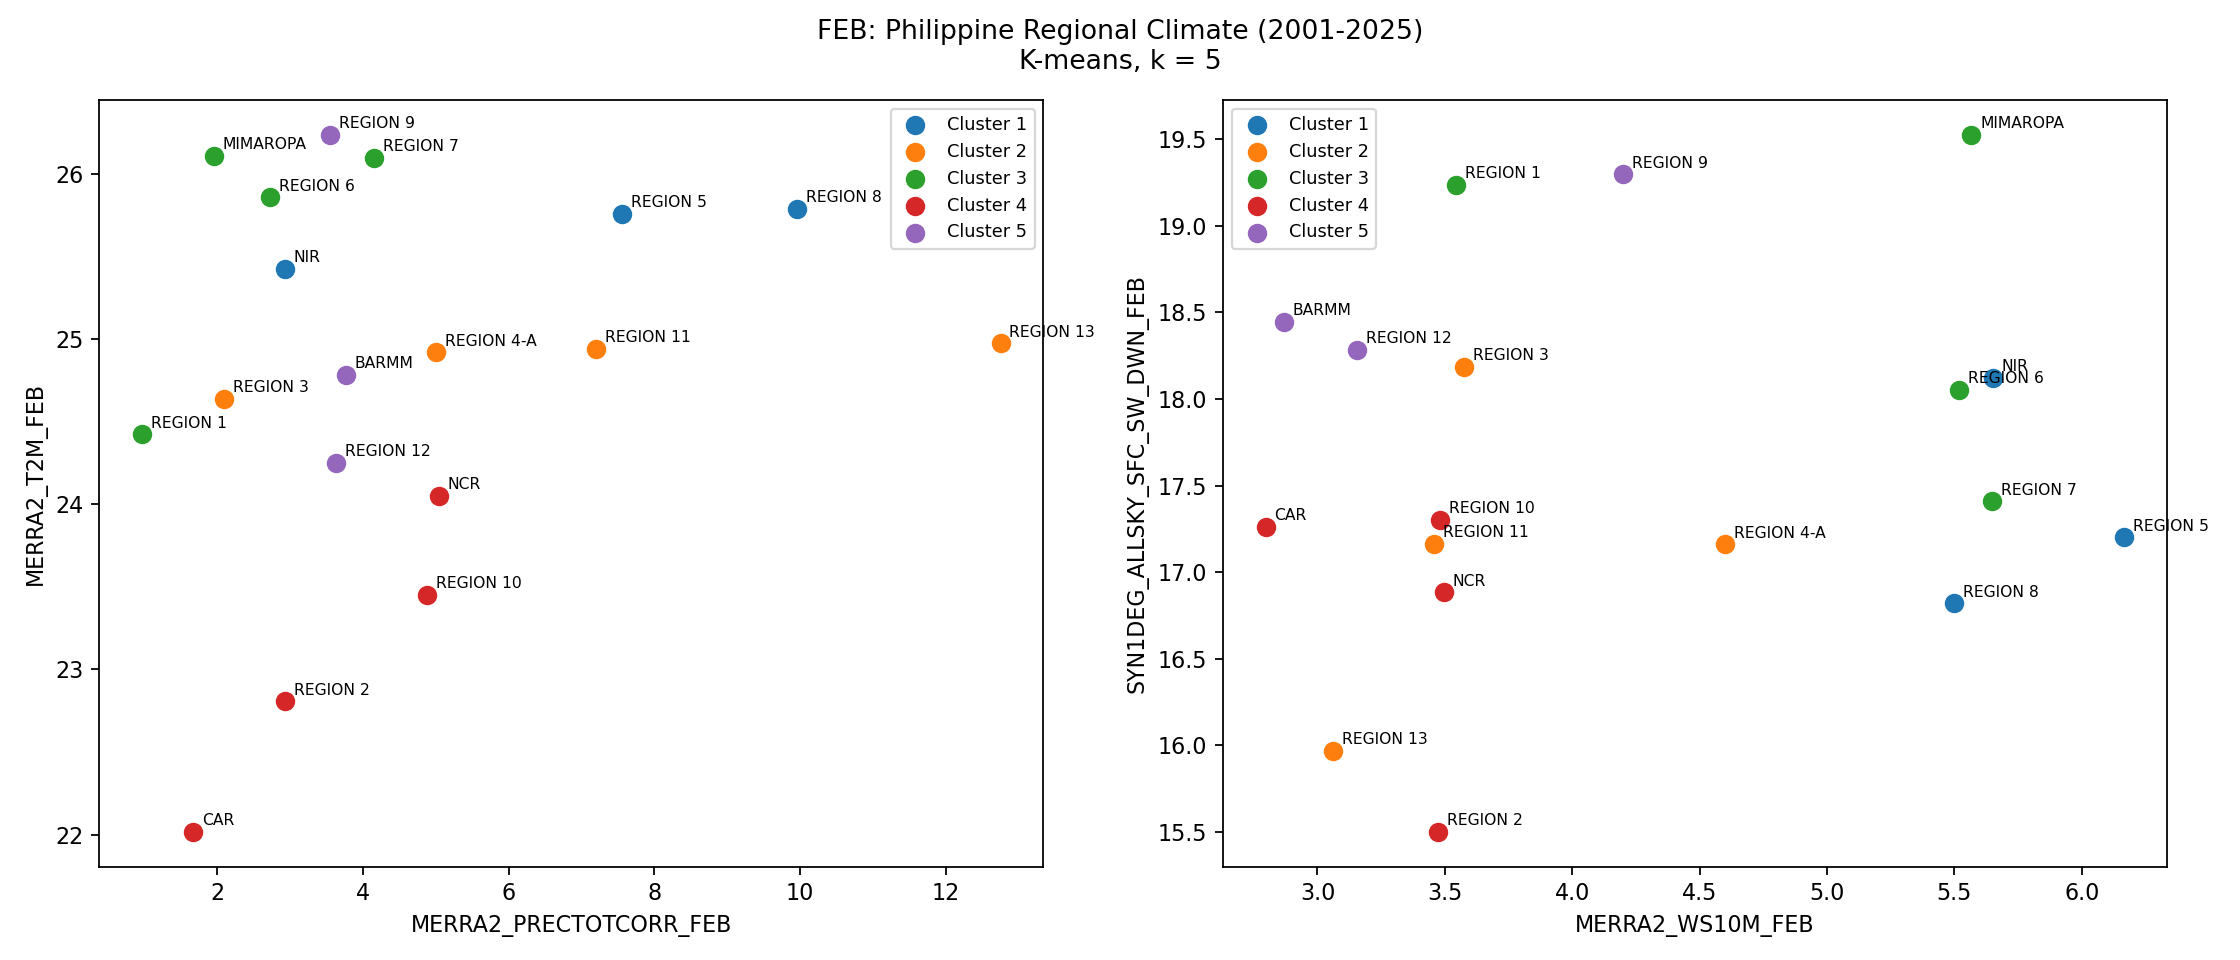 FEB: Philippine Regional Climate (2001-2025)
K-means, k = 5
MERRA2_T2M_FEB
26
25
24
23
22
REGION 9
MIMAROPA
REGION 7
REGION 6
REGION 5
REGION 8
NIR
REGION 4-A
REGION 11
REGION 13
BARMM
REGION 3
REGION 1
REGION 12
NCR
REGION 10
REGION 2
CAR
Cluster 1
Cluster 2
Cluster 3
Cluster 4
Cluster 5
2 4 6 8 10 12
MERRA2_PRECTOTCORR_FEB
SYN1DEG_ALLSKY_SFC_SW_DWN_FEB
19.5
19.0
18.5
18.0
17.5
17.0
16.5
16.0
15.5
Cluster 1
Cluster 2
Cluster 3
Cluster 4
Cluster 5
MIMAROPA
REGION 1
REGION 9
BARMM
REGION 12
REGION 3
NIR
REGION 6
REGION 7
CAR
REGION 10
REGION 11
REGION 4-A
REGION 5
NCR
REGION 8
REGION 13
REGION 2
3.0 3.5 4.0 4.5 5.0 5.5 6.0
MERRA2_WS10M_FEB